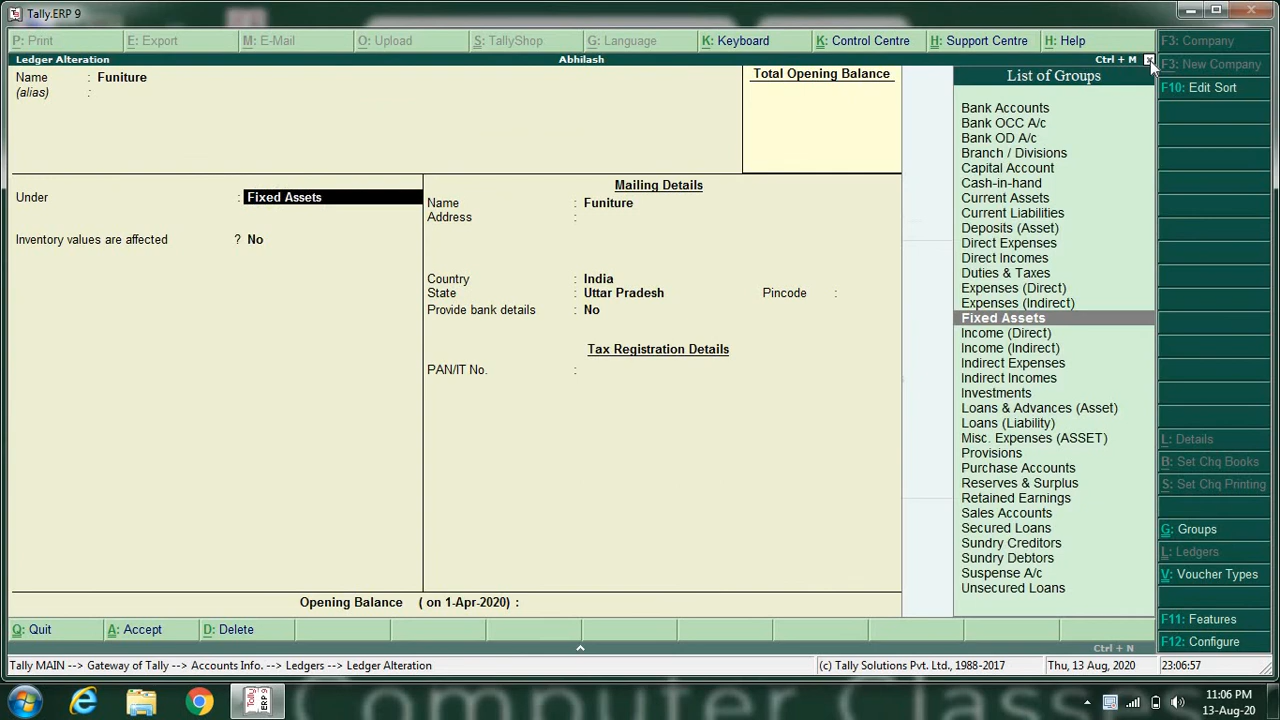 Tally.ERP 9
P: Print
E: Export
M: E-Mail
O: Upload
S: TallyShop
G: Language
K: Keyboard
K: Control Centre
H: Support Centre
H: Help
F3: Company
F3: New Company
F10: Edit Sort
Ledger Alteration
Abhilash
Ctrl + M
Name : Funiture
(alias) :
Total Opening Balance
Under : Fixed Assets
Inventory values are affected ? No
Mailing Details
Name : Funiture
Address :
Country : India
State : Uttar Pradesh
Pincode :
Provide bank details : No
Tax Registration Details
PAN/IT No. :
Opening Balance ( on 1-Apr-2020) :
List of Groups
Bank Accounts
Bank OCC A/c
Bank OD A/c
Branch / Divisions
Capital Account
Cash-in-hand
Current Assets
Current Liabilities
Deposits (Asset)
Direct Expenses
Direct Incomes
Duties & Taxes
Expenses (Direct)
Expenses (Indirect)
Fixed Assets
Income (Direct)
Income (Indirect)
Indirect Expenses
Indirect Incomes
Investments
Loans & Advances (Asset)
Loans (Liability)
Misc. Expenses (ASSET)
Provisions
Purchase Accounts
Reserves & Surplus
Retained Earnings
Sales Accounts
Secured Loans
Sundry Creditors
Sundry Debtors
Suspense A/c
Unsecured Loans
L: Details
B: Set Chq Books
S: Set Chq Printing
G: Groups
L: Ledgers
V: Voucher Types
F11: Features
F12: Configure
Q: Quit
A: Accept
D: Delete
Ctrl + N
Tally MAIN --> Gateway of Tally --> Accounts Info. --> Ledgers --> Ledger Alteration
(c) Tally Solutions Pvt. Ltd., 1988-2017
Thu, 13 Aug, 2020
23:06:57
Tally
ERP 9
11:06 PM
13-Aug-20